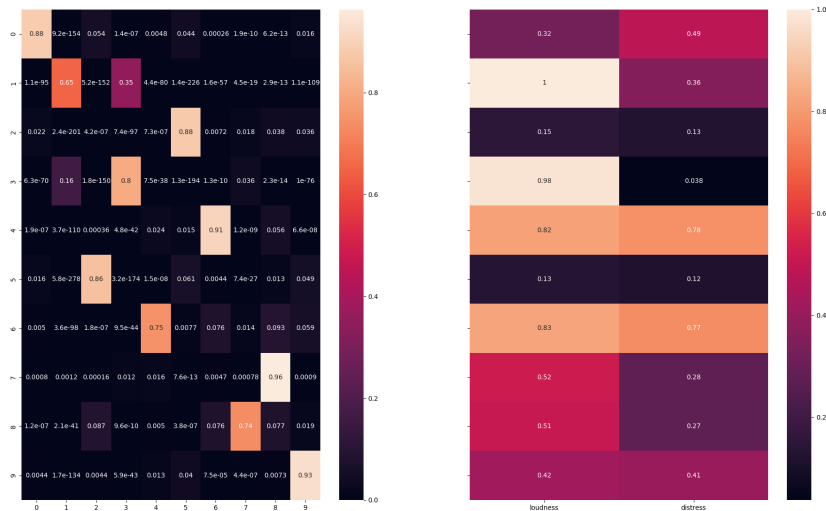 1.0
0 0.88 9.2e-154 0.054 1.4e-07 0.0048 0.044 0.00026 1.9e-10 6.2e-13 0.016 0.32 0.49
1 1.1e-95 0.65 5.2e-152 0.35 4.4e-80 1.4e-226 1.6e-57 4.5e-19 2.9e-13 1.1e-109 0.8 1 0.36
2 0.022 2.4e-201 4.2e-07 7.4e-97 7.3e-07 0.88 0.0072 0.018 0.038 0.036 0.15 0.13 0.8
3 6.3e-70 0.16 1.8e-150 0.8 7.5e-38 1.3e-194 1.3e-10 0.036 2.3e-14 1e-76 0.6 0.98 0.038
4 1.9e-07 3.7e-110 0.00036 4.8e-42 0.024 0.015 0.91 1.2e-09 0.056 6.6e-08 0.82 0.78 0.6
5 0.016 5.8e-278 0.86 3.2e-174 1.5e-08 0.061 0.0044 7.4e-27 0.013 0.049 0.4 0.13 0.12
6 0.005 3.6e-98 1.8e-07 9.5e-44 0.75 0.0077 0.076 0.014 0.093 0.059 0.83 0.77 0.4
7 0.0008 0.0012 0.00016 0.012 0.016 7.6e-13 0.0047 0.00078 0.96 0.0009 0.2 0.52 0.28
8 1.2e-07 2.1e-41 0.087 9.6e-10 0.005 3.8e-07 0.076 0.74 0.077 0.019 0.51 0.27 0.2
9 0.0044 1.7e-134 0.0044 5.9e-43 0.013 0.04 7.5e-05 4.4e-07 0.0073 0.93 0.42 0.41
0.0
0 1 2 3 4 5 6 7 8 9 loudness distress